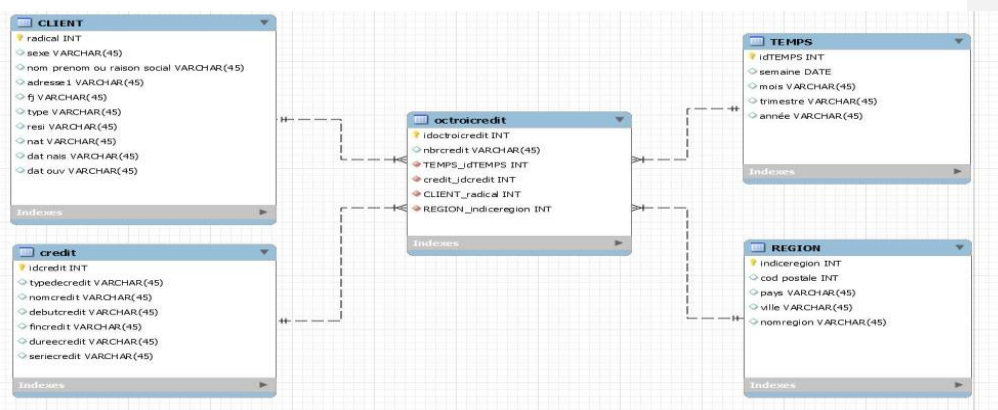 CLIENT
radical INT
sexe VARCHAR(45)
nom prenom ou raison social VARCHAR(45)
adresse1 VARCHAR(45)
fj VARCHAR(45)
type VARCHAR(45)
resi VARCHAR(45)
nat VARCHAR(45)
dat nais VARCHAR(45)
dat ouv VARCHAR(45)
Indexes
credit
idcredit INT
typedecredit VARCHAR(45)
nomcredit VARCHAR(45)
debutcredit VARCHAR(45)
fincredit VARCHAR(45)
dureecredit VARCHAR(45)
seriecredit VARCHAR(45)
Indexes
octroicredit
idoctroicredit INT
nbrcredit VARCHAR(45)
TEMPS_idTEMPS INT
credit_idcredit INT
CLIENT_radical INT
REGION_indiceregion INT
Indexes
TEMPS
idTEMPS INT
semaine DATE
mois VARCHAR(45)
trimestre VARCHAR(45)
année VARCHAR(45)
Indexes
REGION
indiceregion INT
cod postale INT
pays VARCHAR(45)
ville VARCHAR(45)
nomregion VARCHAR(45)
Indexes